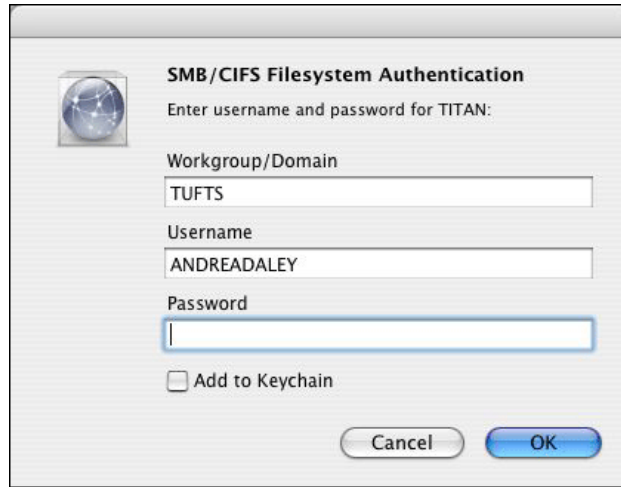 SMB/CIFS Filesystem Authentication
Enter username and password for TITAN:
Workgroup/Domain
TUFTS
Username
ANDREADALEY
Password
Add to Keychain
Cancel
OK